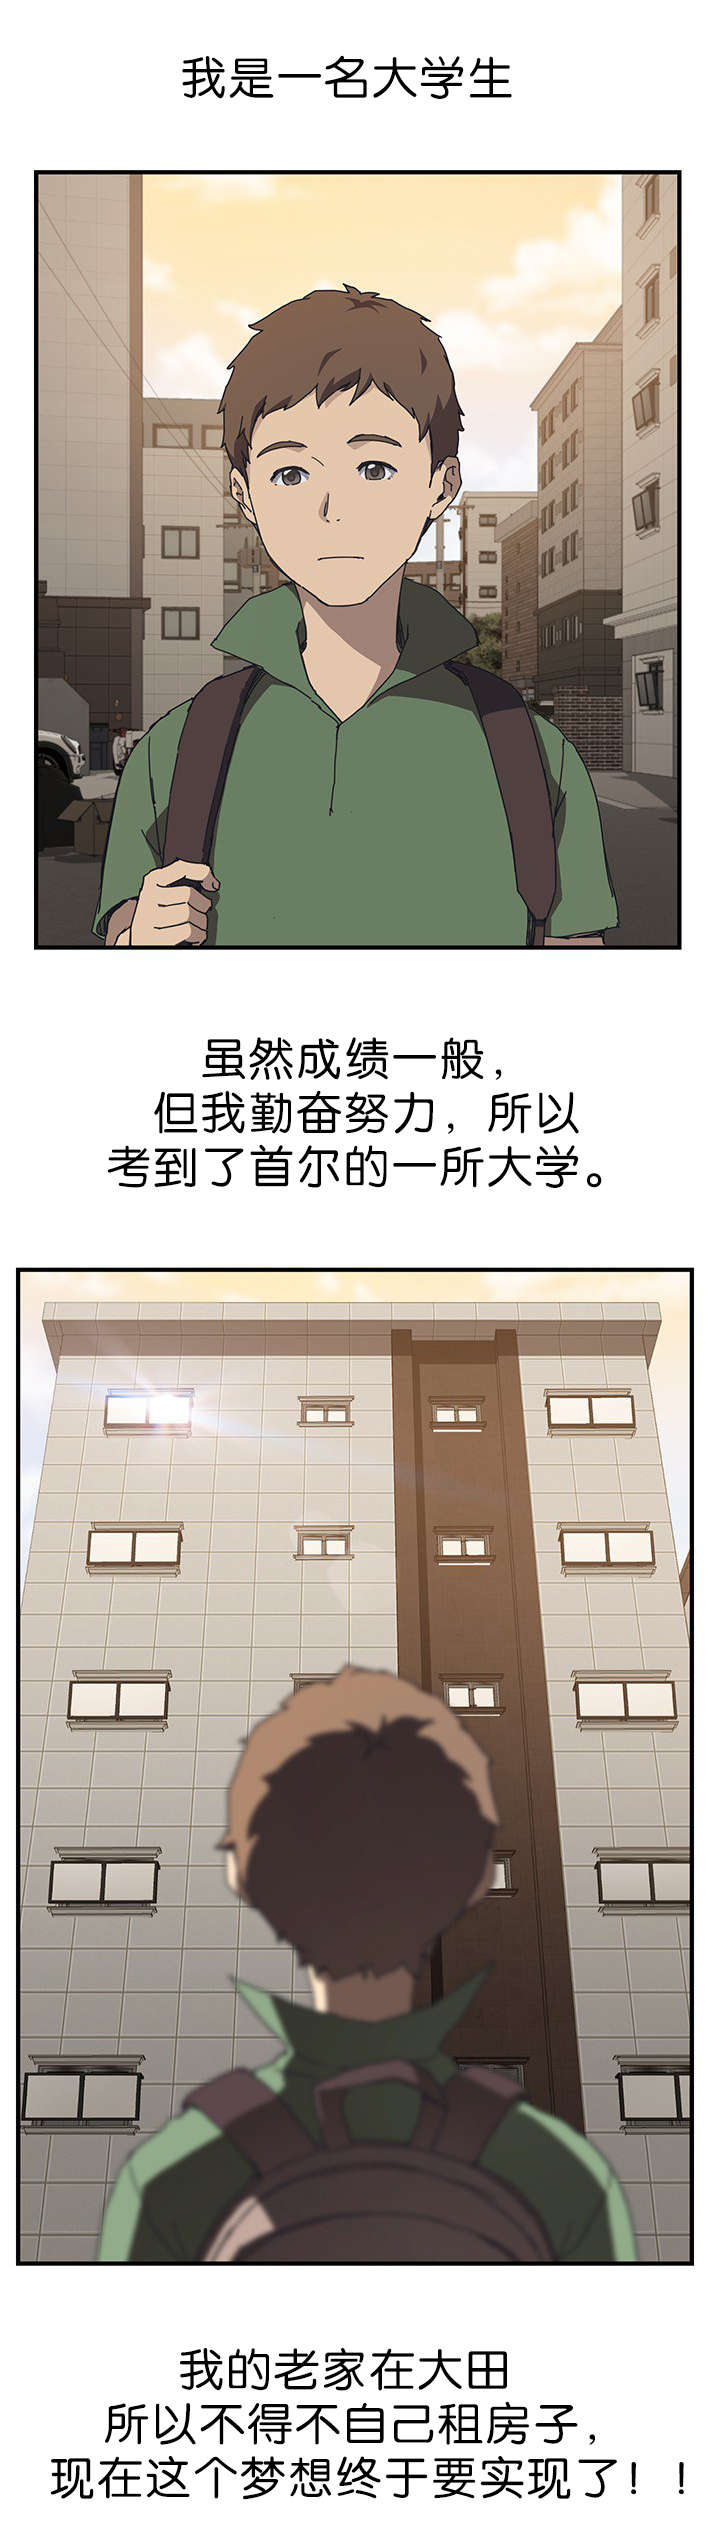 我是一名大学生
虽然成绩一般，
但我勤奋努力，所以
考到了首尔的一所大学。
我的老家在大田
所以不得不自己租房子，
现在这个梦想终于要实现了！！